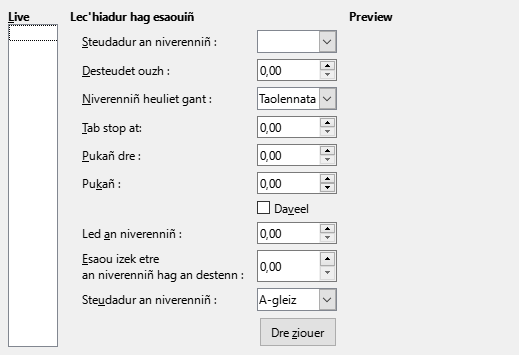 Live
Lec'hiadur hag esaouiñ
Preview
Steudadur an niverenniñ :
Desteudet ouzh :
0,00
Niverenniñ heuliet gant :
Taolennata
Tab stop at:
0,00
Pukañ dre :
0,00
Pukañ :
0,00
Daveel
Led an niverenniñ :
0,00
Esaou izek etre
an niverenniñ hag an destenn :
0,00
Steudadur an niverenniñ :
A-gleiz
Dre ziouer